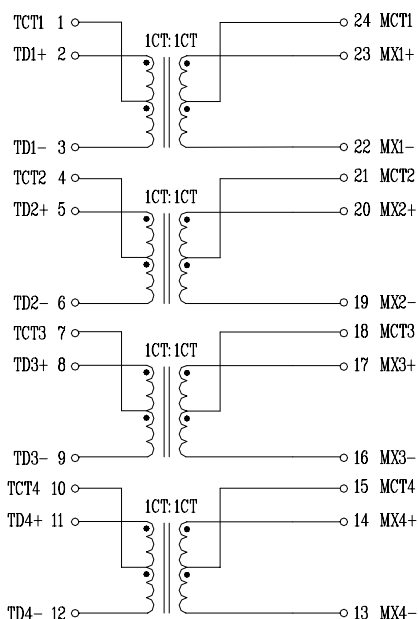 TCT1 1 24 MCT1
1CT:1CT
TD1+ 2 23 MX1+
TD1- 3 22 MX1-
TCT2 4 21 MCT2
1CT:1CT
TD2+ 5 20 MX2+
TD2- 6 19 MX2-
TCT3 7 18 MCT3
1CT:1CT
TD3+ 8 17 MX3+
TD3- 9 16 MX3-
TCT4 10 15 MCT4
1CT:1CT
TD4+ 11 14 MX4+
TD4- 12 13 MX4-